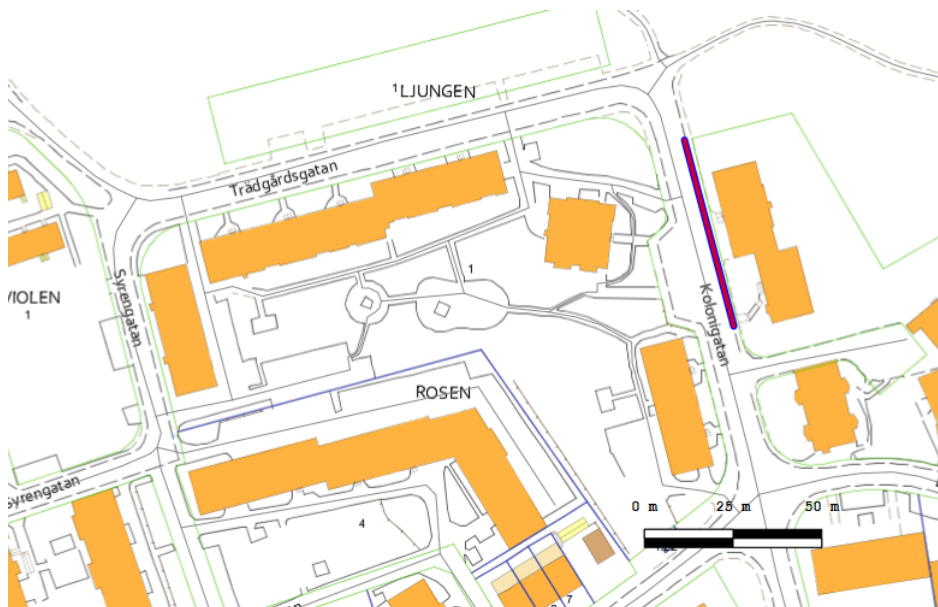 ¹LJUNGEN
Trädgårdsgatan
Syrengatan
VIOLEN
1
1
Kolonigatan
ROSEN
Syrengatan
4
0 m 25 m 50 m
7